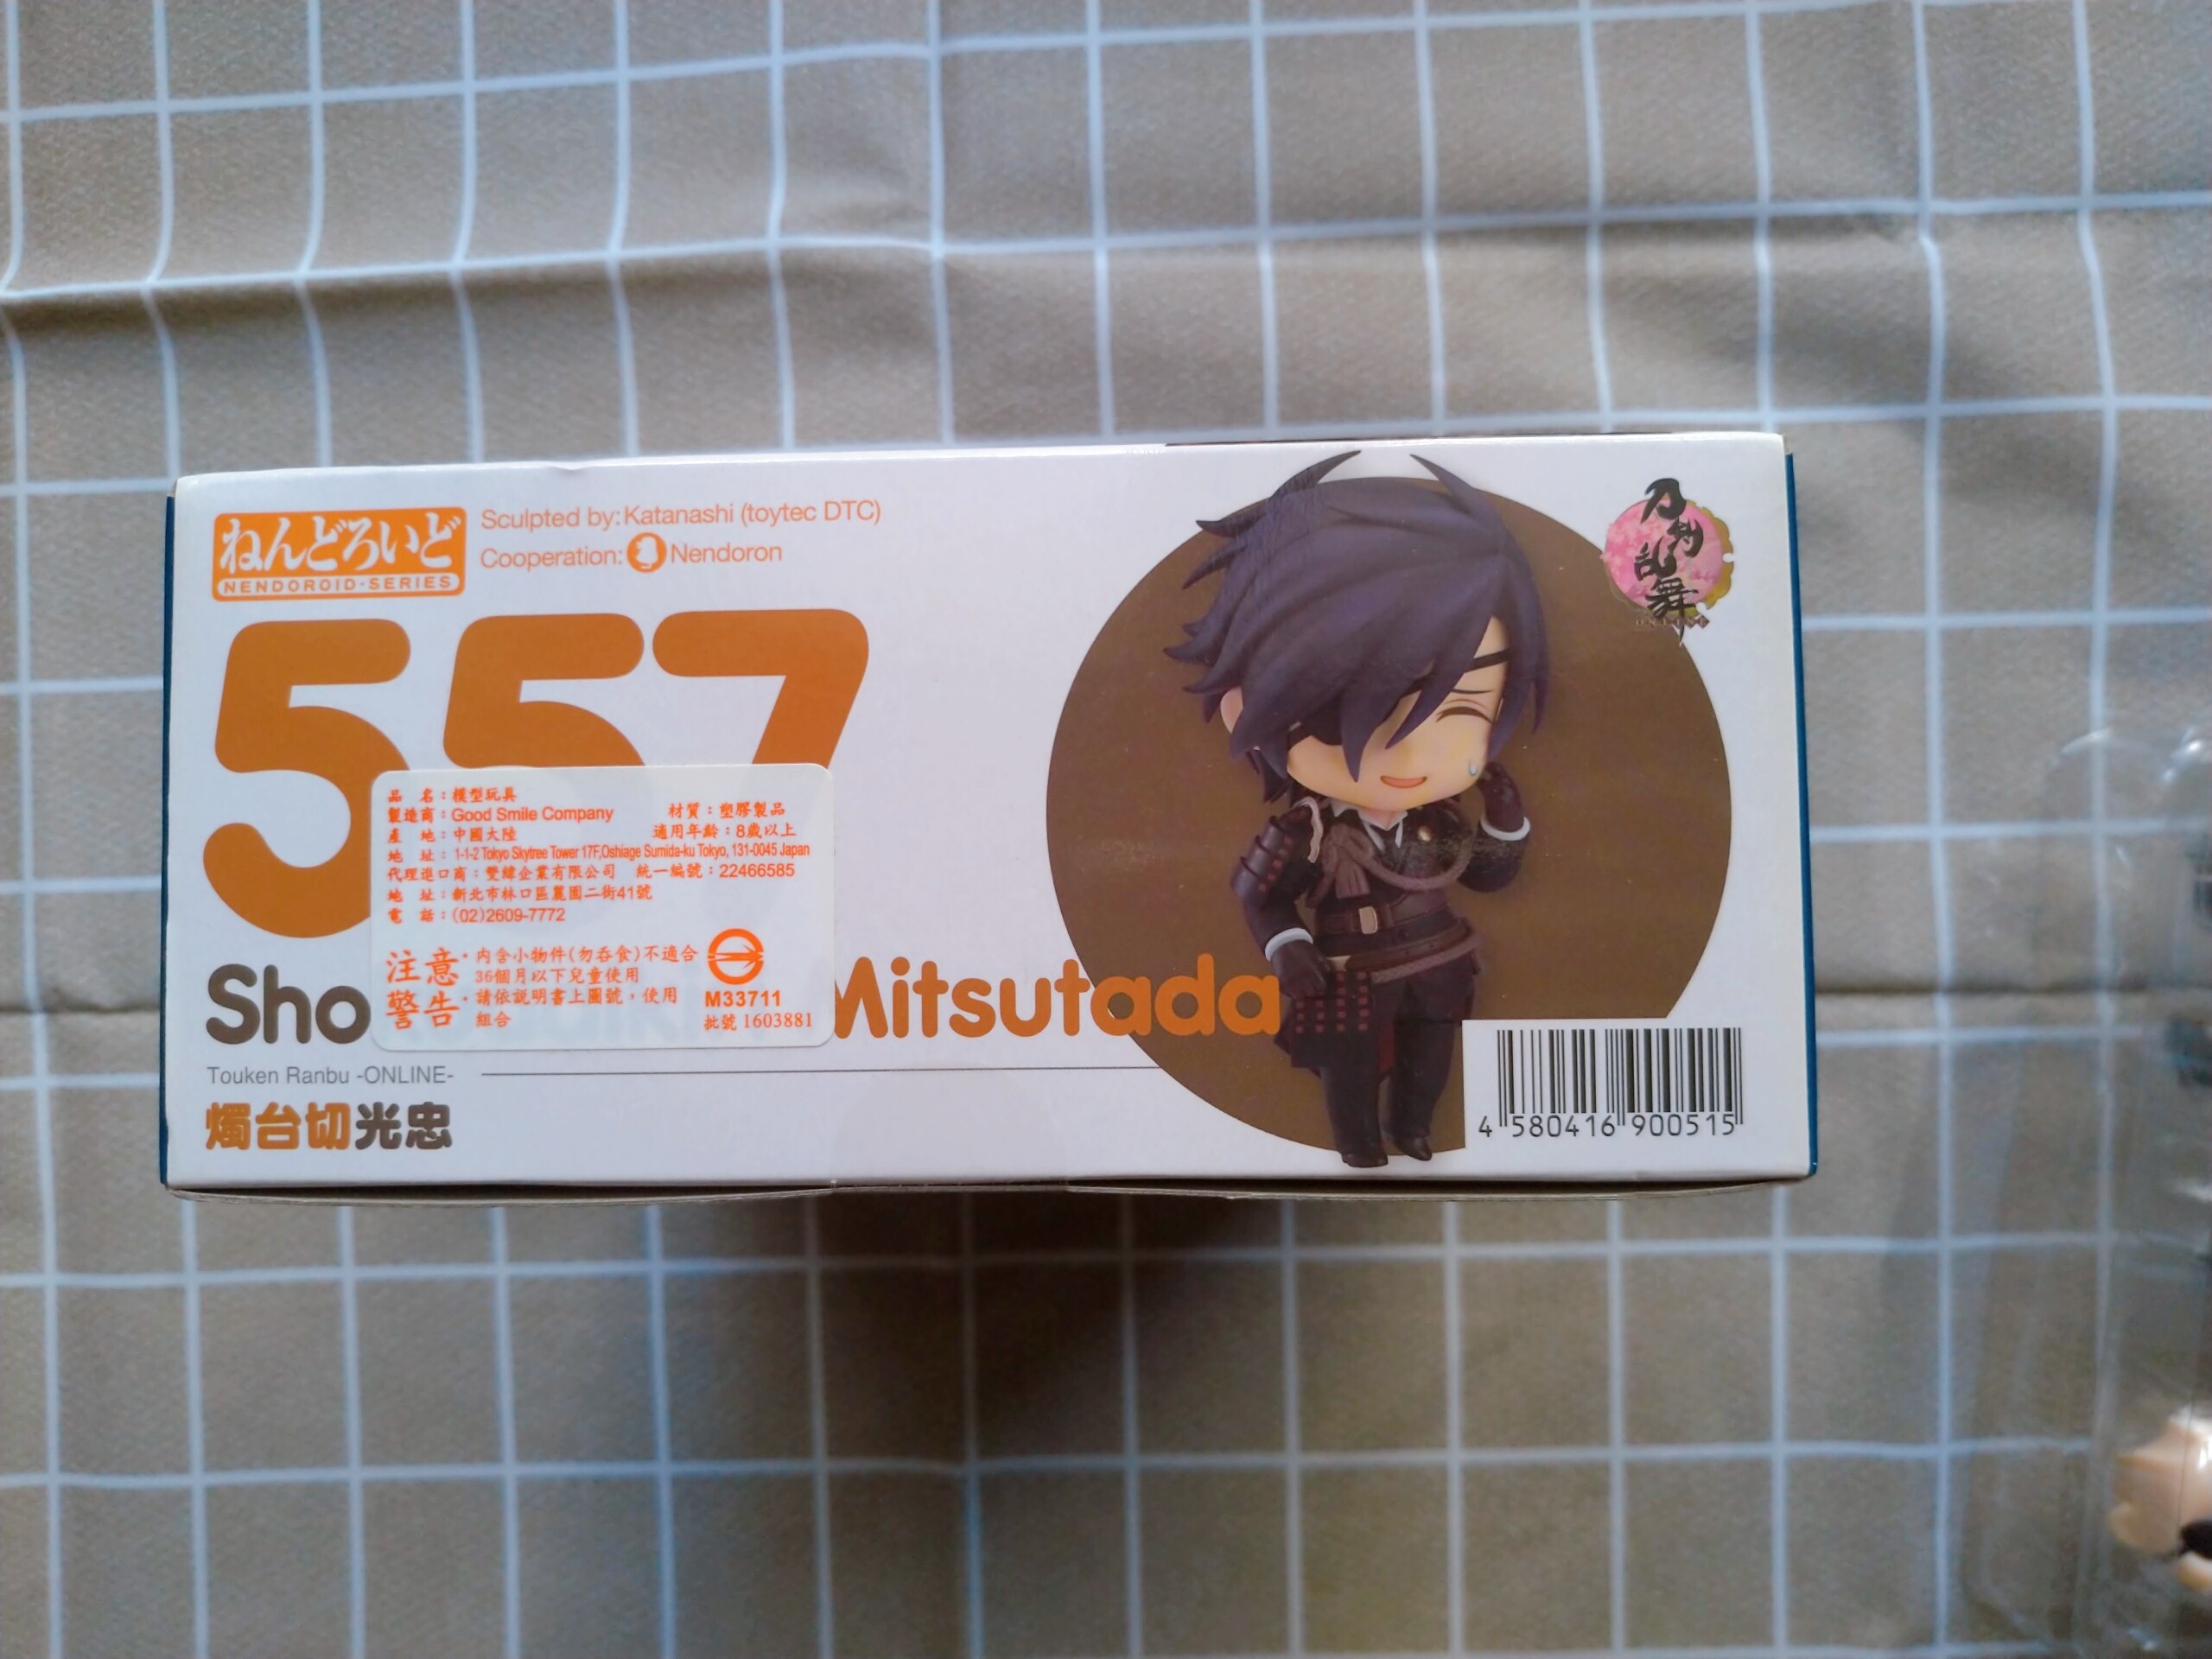 ねんどろいど
NENDOROID·SERIES
Sculpted by: Katanashi (toytec DTC)
Cooperation: Nendoron
刀剣乱舞
ONLINE
557
品 名：模型玩具
製造商：Good Smile Company 材質：塑膠製品
產 地：中國大陸 適用年齡：8歲以上
地 址：1-1-2 Tokyo Skytree Tower 17F,Oshiage Sumida-ku Tokyo, 131-0045 Japan
代理進口商：雙緯企業有限公司 統一編號：22466585
地 址：新北市林口區麗園二街41號
電 話：(02)2609-7772
注意警告
·內含小物件(勿吞食)不適合
36個月以下兒童使用
·請依說明書上圖號，使用
組合
M33711
批號 1603881
Sho Mitsutada
Touken Ranbu -ONLINE-
燭台切光忠
4 580416 900515